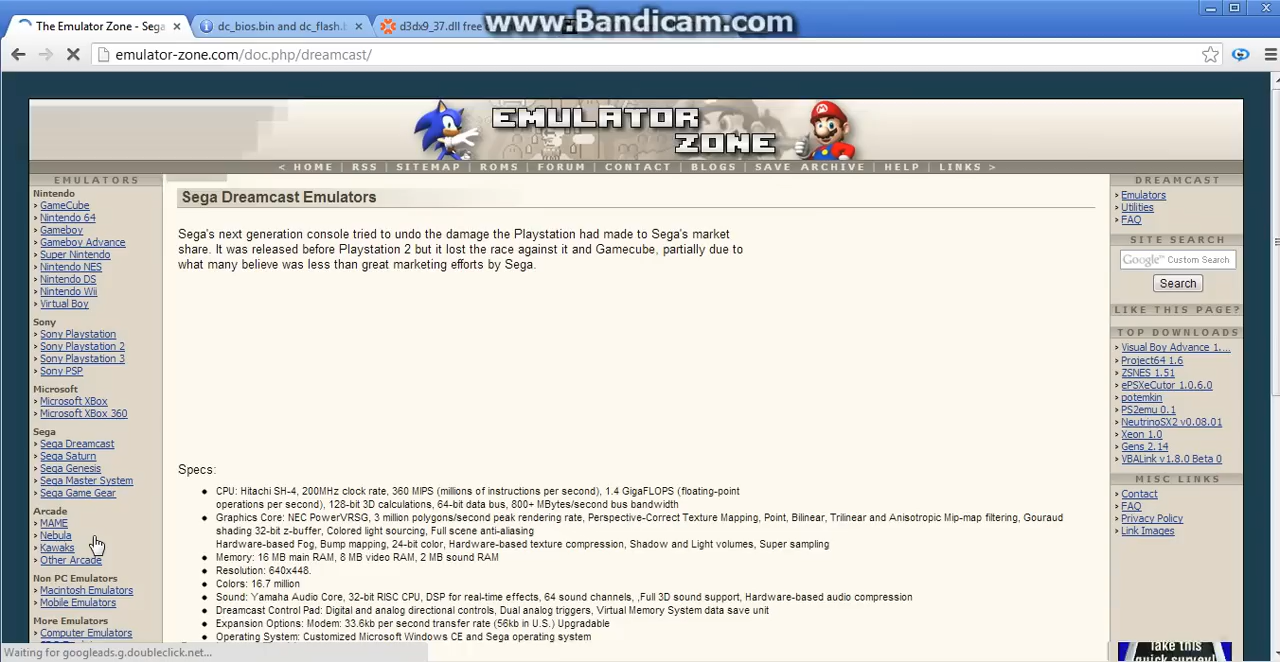 www.Bandicam.com
The Emulator Zone - Sega
dc_bios.bin and dc_flash.b
d3dx9_37.dll free
emulator-zone.com/doc.php/dreamcast/
EMULATOR
ZONE
< HOME | RSS | SITEMAP | ROMS | FORUM | CONTACT | BLOGS | SAVE ARCHIVE | HELP | LINKS >
EMULATORS
Nintendo
GameCube
Nintendo 64
Gameboy
Gameboy Advance
Super Nintendo
Nintendo NES
Nintendo DS
Nintendo Wii
Virtual Boy
Sony
Sony Playstation
Sony Playstation 2
Sony Playstation 3
Sony PSP
Microsoft
Microsoft XBox
Microsoft XBox 360
Sega
Sega Dreamcast
Sega Saturn
Sega Genesis
Sega Master System
Sega Game Gear
Arcade
MAME
Nebula
Kawaks
Other Arcade
Non PC Emulators
Macintosh Emulators
Mobile Emulators
More Emulators
Computer Emulators
Sega Dreamcast Emulators
Sega's next generation console tried to undo the damage the Playstation had made to Sega's market
share. It was released before Playstation 2 but it lost the race against it and Gamecube, partially due to
what many believe was less than great marketing efforts by Sega.
Specs:
CPU: Hitachi SH-4, 200MHz clock rate, 360 MIPS (millions of instructions per second), 1.4 GigaFLOPS (floating-point
operations per second), 128-bit 3D calculations, 64-bit data bus, 800+ MBytes/second bus bandwidth
Graphics Core: NEC PowerVRSG, 3 million polygons/second peak rendering rate, Perspective-Correct Texture Mapping, Point, Bilinear, Trilinear and Anisotropic Mip-map filtering, Gouraud
shading 32-bit z-buffer, Colored light sourcing, Full scene anti-aliasing
Hardware-based Fog, Bump mapping, 24-bit color, Hardware-based texture compression, Shadow and Light volumes, Super sampling
Memory: 16 MB main RAM, 8 MB video RAM, 2 MB sound RAM
Resolution: 640x448.
Colors: 16.7 million
Sound: Yamaha Audio Core, 32-bit RISC CPU, DSP for real-time effects, 64 sound channels, ,Full 3D sound support, Hardware-based audio compression
Dreamcast Control Pad: Digital and analog directional controls, Dual analog triggers, Virtual Memory System data save unit
Expansion Options: Modem: 33.6kb per second transfer rate (56kb in U.S.) Upgradable
Operating System: Customized Microsoft Windows CE and Sega operating system
DREAMCAST
Emulators
Utilities
FAQ
SITE SEARCH
Google™ Custom Search
Search
LIKE THIS PAGE?
TOP DOWNLOADS
Visual Boy Advance 1....
Project64 1.6
ZSNES 1.51
ePSXeCutor 1.0.6.0
potemkin
PS2emu 0.1
NeutrinoSX2 v0.08.01
Xeon 1.0
Gens 2.14
VBALink v1.8.0 Beta 0
MISC LINKS
Contact
FAQ
Privacy Policy
Link Images
Take this
quick survey!
Waiting for googleads.g.doubleclick.net...